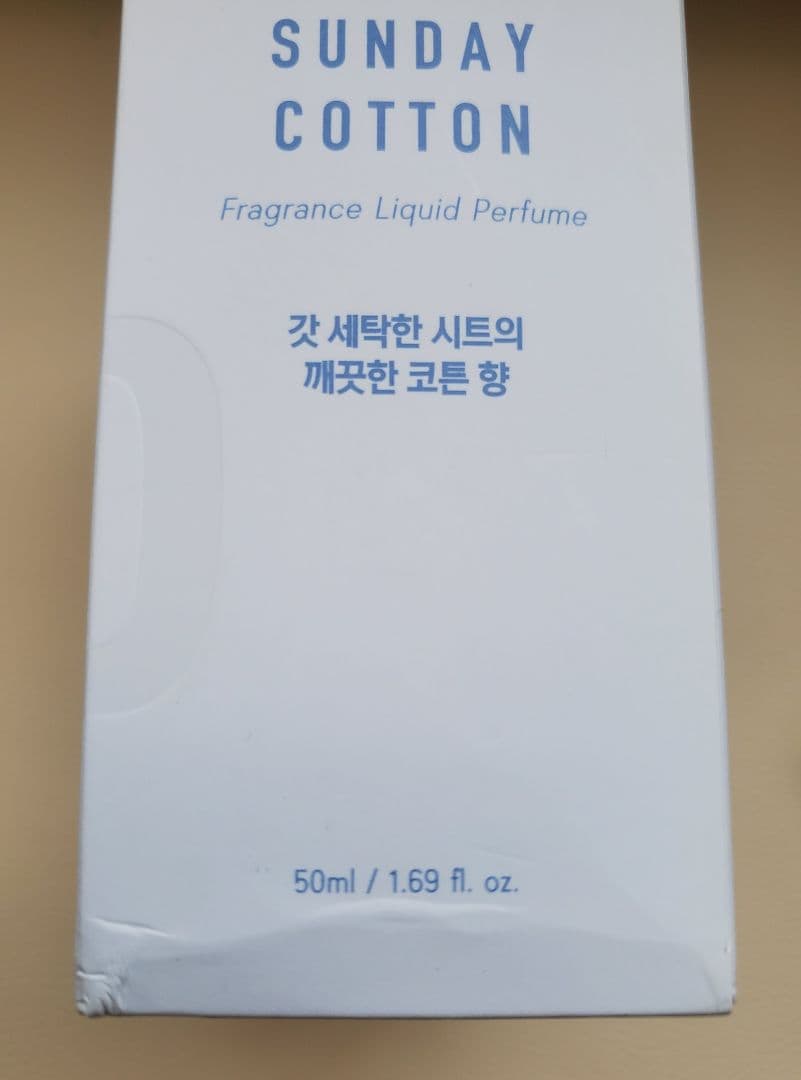 SUNDAY
COTTON
Fragrance Liquid Perfume
갓 세탁한 시트의
깨끗한 코튼 향
50ml / 1.69 fl. oz.